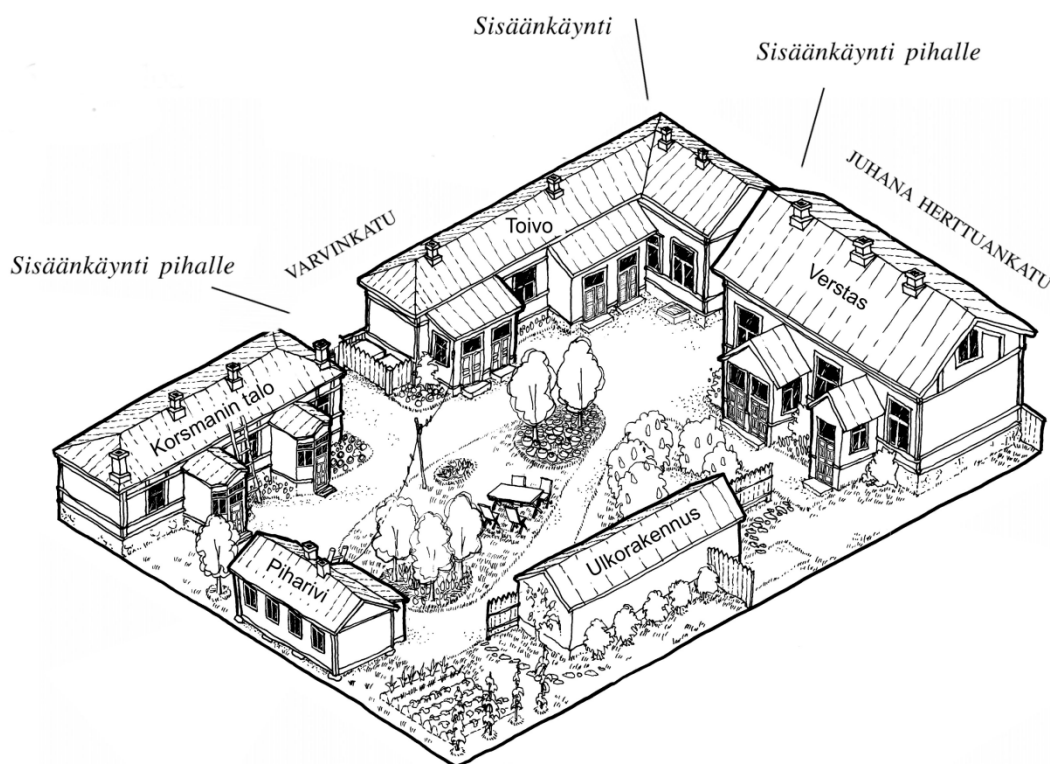 Sisäänkäynti
Sisäänkäynti pihalle
JUHANA HERTTUANKATU
VARVINKATU
Toivo
Sisäänkäynti pihalle
Verstas
Korsmanin talo
Piharivi
Ulkorakennus